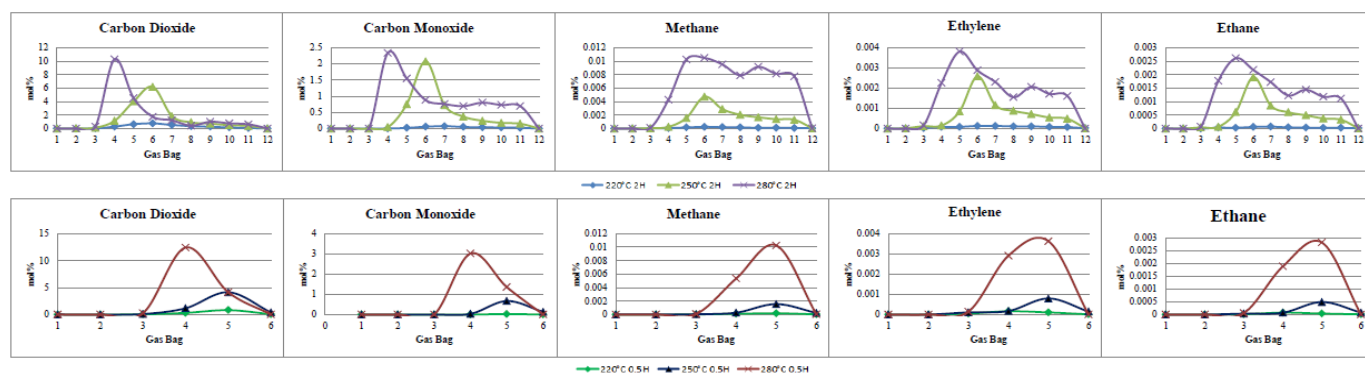 Carbon Dioxide
12
10
8
6
4
2
0
mol%
1 2 3 4 5 6 7 8 9 10 11 12
Gas Bag
Carbon Monoxide
2.5
2
1.5
1
0.5
0
mol%
1 2 3 4 5 6 7 8 9 10 11 12
Gas Bag
Methane
0.012
0.01
0.008
0.006
0.004
0.002
0
mol%
1 2 3 4 5 6 7 8 9 10 11 12
Gas Bag
Ethylene
0.004
0.003
0.002
0.001
0
mol%
1 2 3 4 5 6 7 8 9 10 11 12
Gas Bag
Ethane
0.003
0.0025
0.002
0.0015
0.001
0.0005
0
mol%
1 2 3 4 5 6 7 8 9 10 11 12
Gas Bag
220°C 2H 250°C 2H 280°C 2H
Carbon Dioxide
15
10
5
0
mol%
1 2 3 4 5 6
Gas Bag
Carbon Monoxide
4
3
2
1
0
mol%
0 1 2 3 4 5 6
Gas Bag
Methane
0.012
0.01
0.008
0.006
0.004
0.002
0
mol%
1 2 3 4 5 6
Gas Bag
Ethylene
0.004
0.003
0.002
0.001
0
mol%
1 2 3 4 5 6
Gas Bag
Ethane
0.003
0.0025
0.002
0.0015
0.001
0.0005
0
mol%
1 2 3 4 5 6
Gas Bag
220°C 0.5H 250°C 0.5H 280°C 0.5H